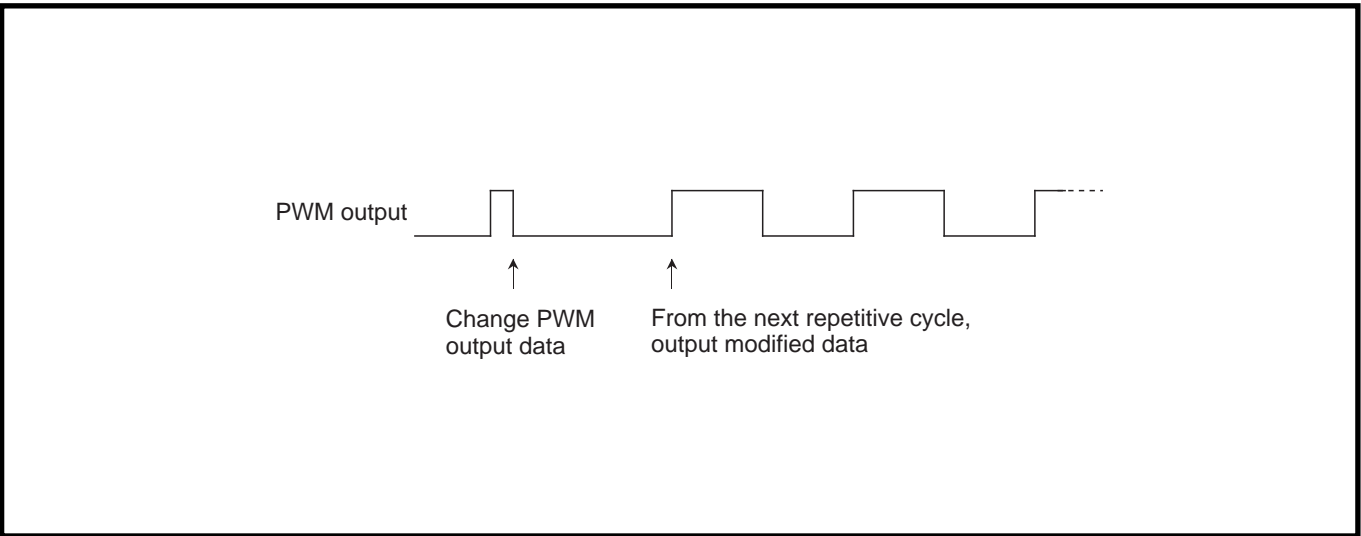 PWM output
Change PWM
output data
From the next repetitive cycle,
output modified data